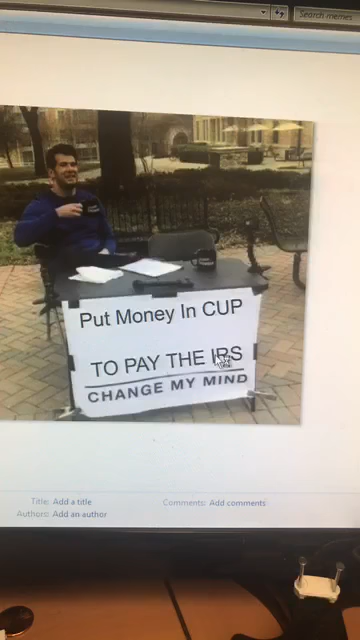 Search memes
Put Money In CUP
TO PAY THE IRS
CHANGE MY MIND
Title: Add a title
Comments: Add comments
Authors: Add an author